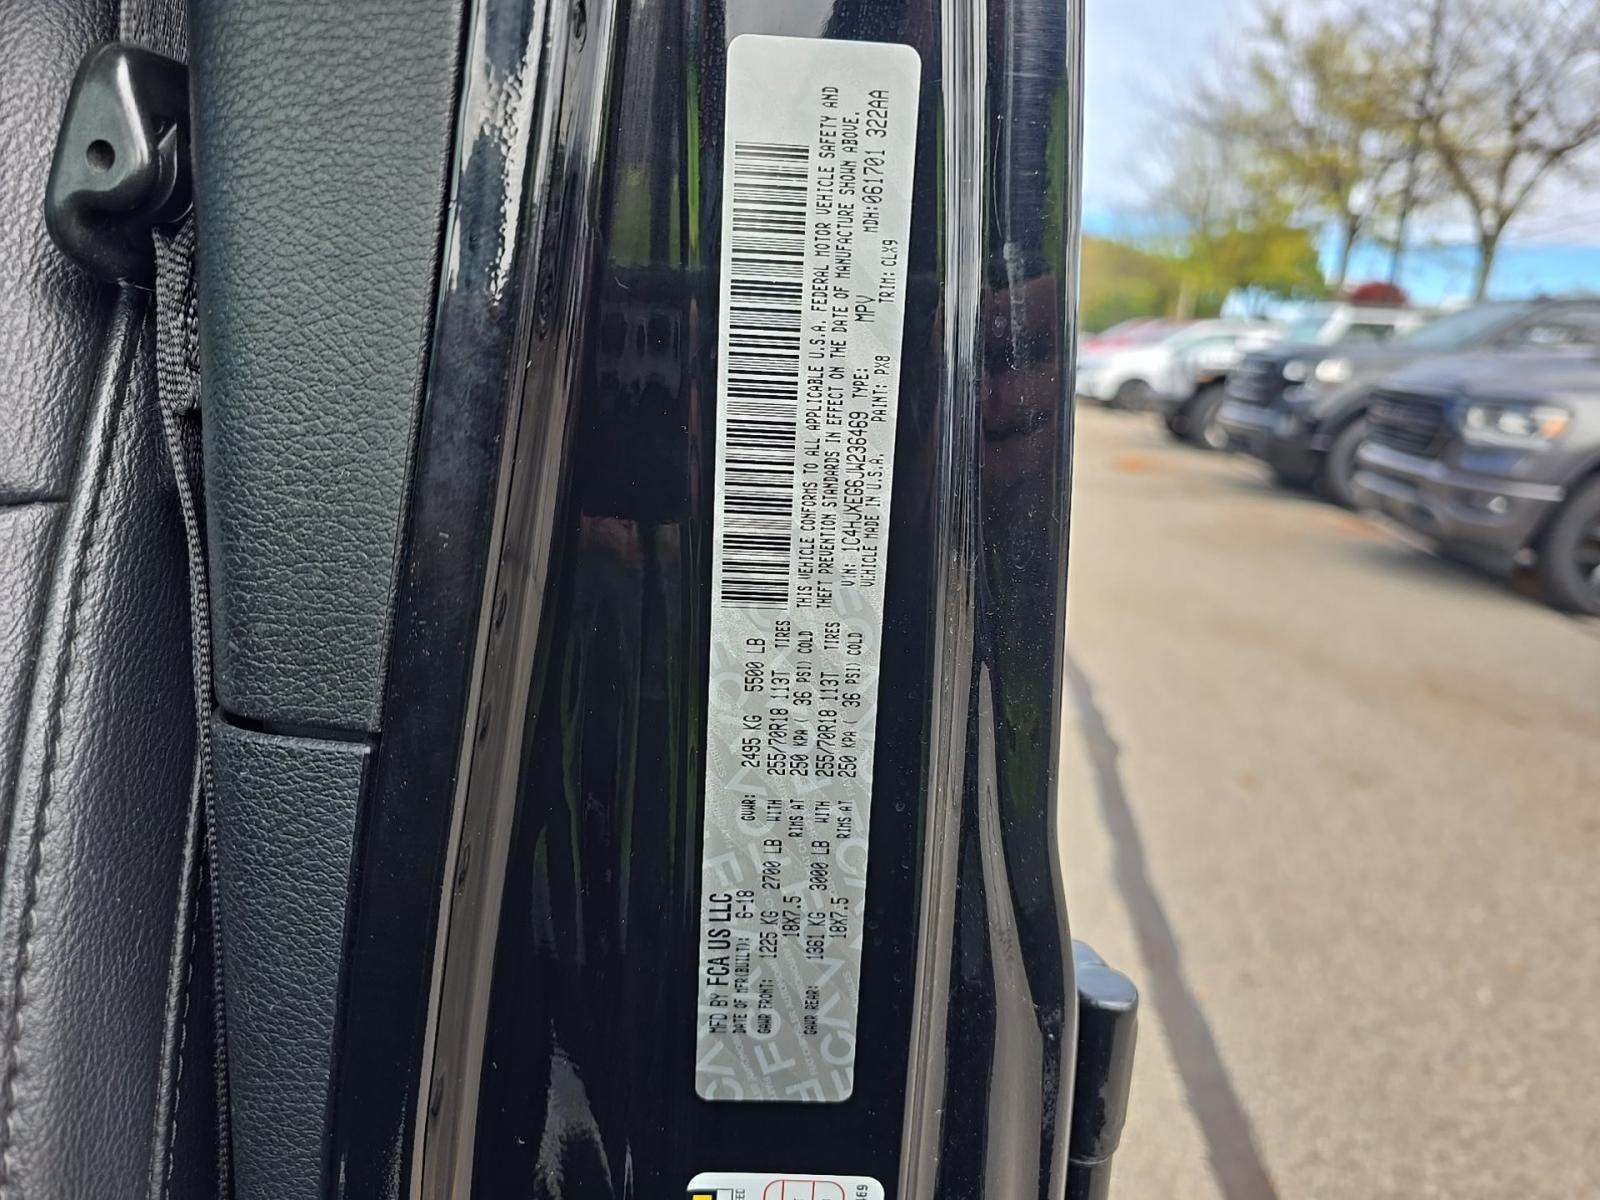 MFD BY FCA US LLC
DATE OF MFR(BUILT): 6-18 GVWR: 2495 KG 5500 LB
GAWR FRONT: 1225 KG 2700 LB WITH 255/70R18 113T TIRES
18X7.5 RIMS AT 250 KPA ( 36 PSI) COLD
GAWR REAR: 1361 KG 3000 LB WITH 255/70R18 113T TIRES
18X7.5 RIMS AT 250 KPA ( 36 PSI) COLD
THIS VEHICLE CONFORMS TO ALL APPLICABLE U.S.A. FEDERAL MOTOR VEHICLE SAFETY AND
THEFT PREVENTION STANDARDS IN EFFECT ON THE DATE OF MANUFACTURE SHOWN ABOVE.
VIN: 1C4HJXEG6JW236469 TYPE: MPV MDH:061701 322AA
VEHICLE MADE IN U.S.A. PAINT: PX8 TRIM: CLX9
469